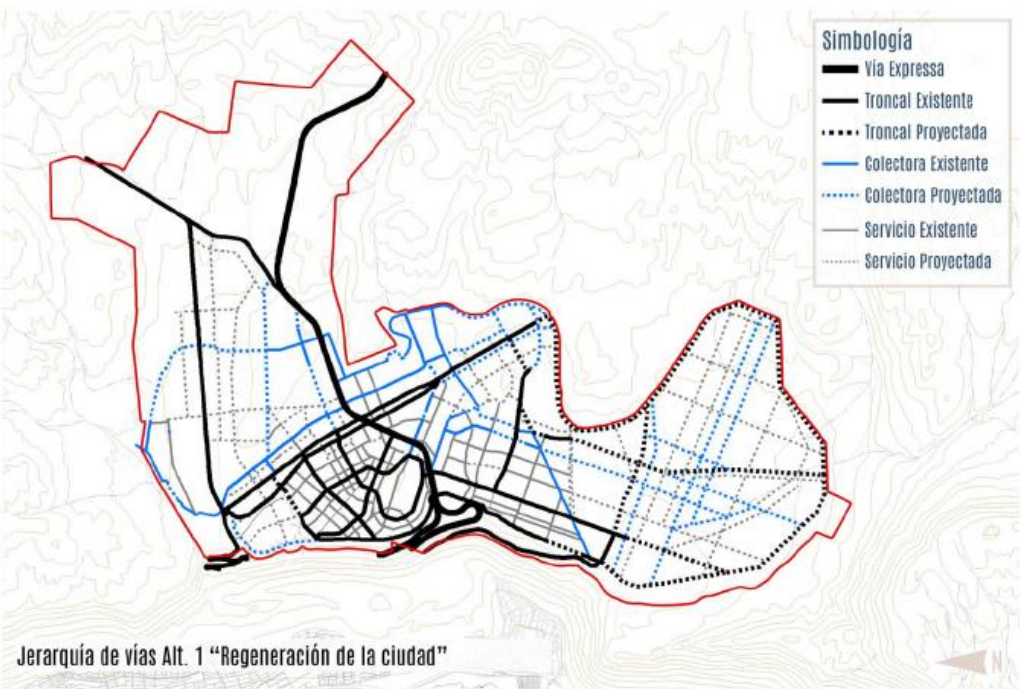 Simbología
Vía Expressa
Troncal Existente
Troncal Proyectada
Colectora Existente
Colectora Proyectada
Servicio Existente
Servicio Proyectada
Jerarquía de vías Alt. 1 “Regeneración de la ciudad”
N